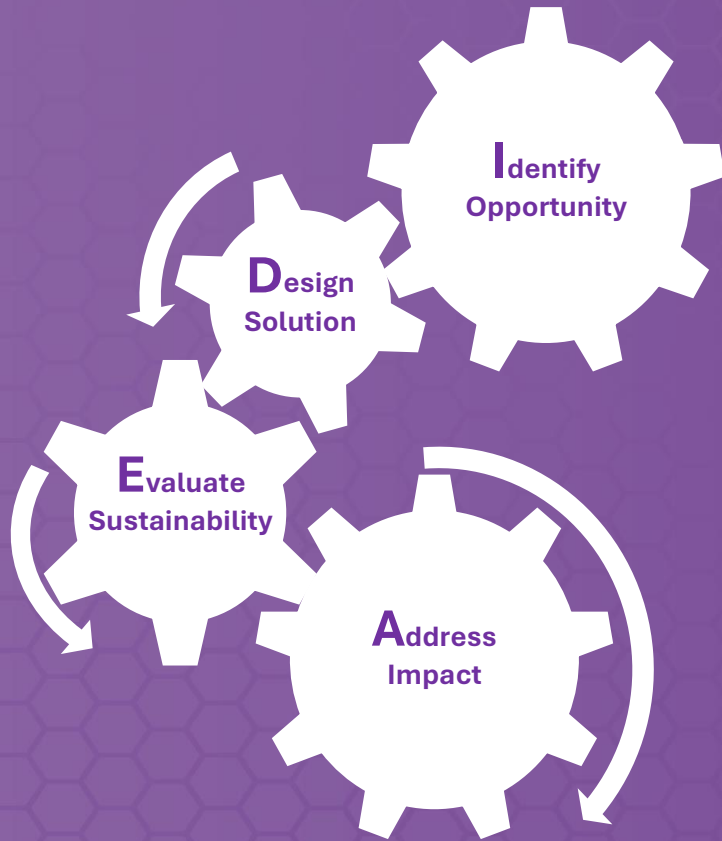 Identify
Opportunity
Design
Solution
Evaluate
Sustainability
Address
Impact